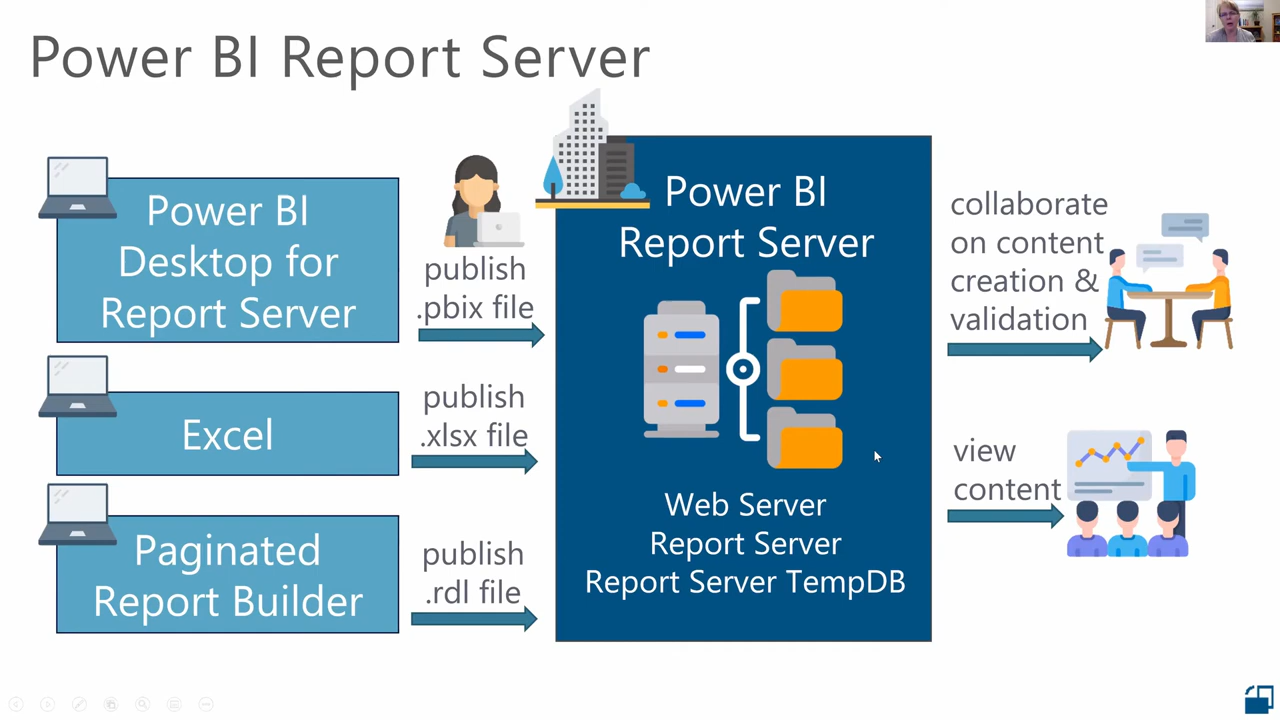 Power BI Report Server
Power BI
Desktop for
Report Server
publish
.pbix file
Excel
publish
.xlsx file
Paginated
Report Builder
publish
.rdl file
Power BI
Report Server
Web Server
Report Server
Report Server TempDB
collaborate
on content
creation &
validation
view
content